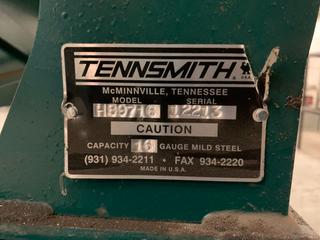 TENNSMITH
McMINNVILLE, TENNESSEE
MODEL SERIAL
HB9716 12213
CAUTION
CAPACITY 16 GAUGE MILD STEEL
(931) 934-2211 • FAX 934-2220
MADE IN U.S.A.